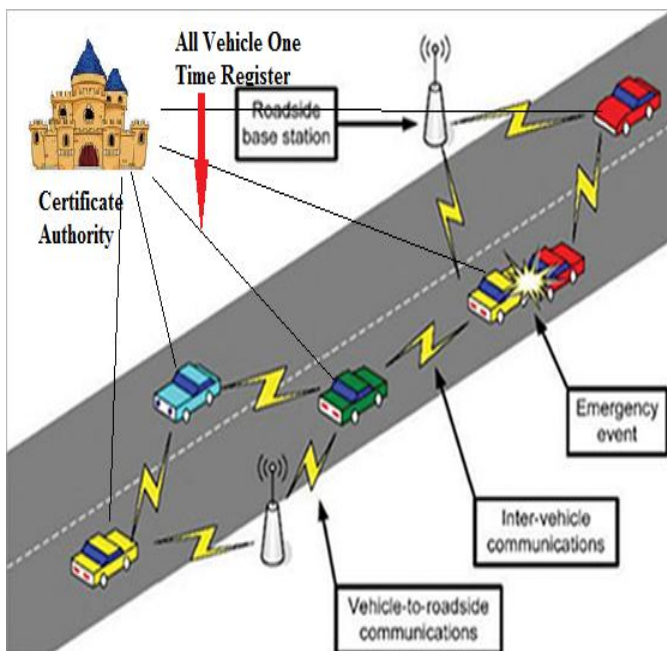 All Vehicle One
Time Register
Roadside
base station
Certificate
Authority
Emergency
event
Inter-vehicle
communications
Vehicle-to-roadside
communications